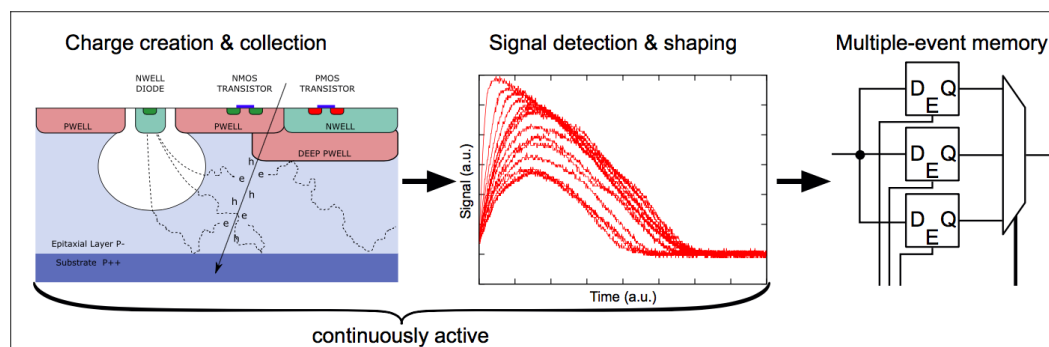 Charge creation & collection
Signal detection & shaping
Multiple-event memory
NWELL
DIODE
NMOS
TRANSISTOR
PMOS
TRANSISTOR
PWELL
PWELL
NWELL
DEEP PWELL
h
e
e
h
e
h
h
e
e
h
Epitaxial Layer P-
Substrate P++
Signal (a.u.)
Time (a.u.)
D Q
E
D Q
E
D Q
E
continuously active